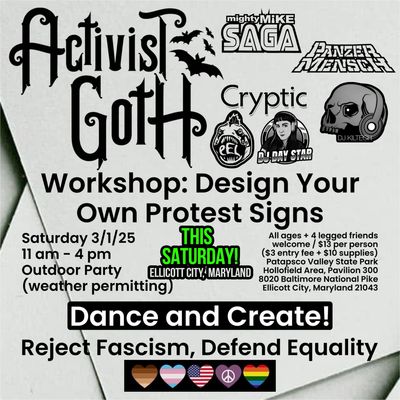 Activist
Goth
mighty MiKE
SAGA
PANZER
MENSCH
Cryptic
PEL
DJ DAY STAR
DJ KILTECH
Workshop: Design Your
Own Protest Signs
Saturday 3/1/25
11 am - 4 pm
Outdoor Party
(weather permitting)
THIS
SATURDAY!
ELLICOTT CITY, MARYLAND
All ages + 4 legged friends
welcome / $13 per person
($3 entry fee + $10 supplies)
Patapsco Valley State Park
Hollofield Area, Pavilion 300
8020 Baltimore National Pike
Ellicott City, Maryland 21043
Dance and Create!
Reject Fascism, Defend Equality